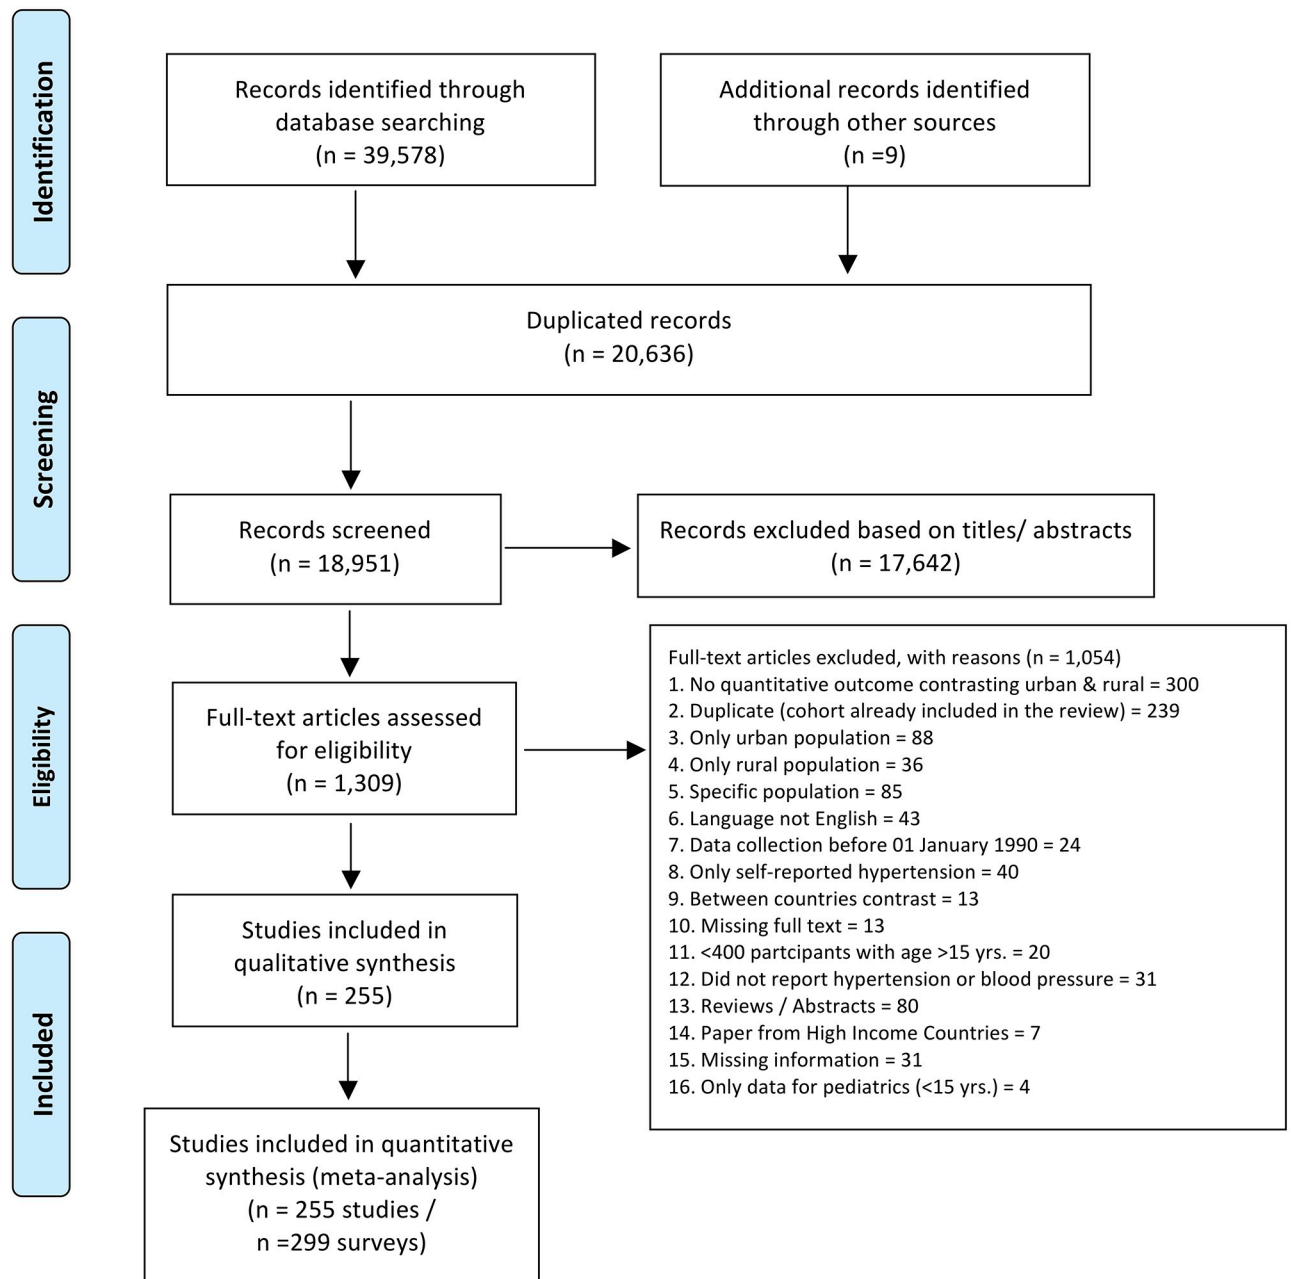 Identification
Records identified through
database searching
(n = 39,578)
Additional records identified
through other sources
(n =9)
Duplicated records
(n = 20,636)
Screening
Records screened
(n = 18,951)
Records excluded based on titles/ abstracts
(n = 17,642)
Eligibility
Full-text articles assessed
for eligibility
(n = 1,309)
Full-text articles excluded, with reasons (n = 1,054)
1. No quantitative outcome contrasting urban & rural = 300
2. Duplicate (cohort already included in the review) = 239
3. Only urban population = 88
4. Only rural population = 36
5. Specific population = 85
6. Language not English = 43
7. Data collection before 01 January 1990 = 24
8. Only self-reported hypertension = 40
9. Between countries contrast = 13
10. Missing full text = 13
11. <400 partcipants with age >15 yrs. = 20
12. Did not report hypertension or blood pressure = 31
13. Reviews / Abstracts = 80
14. Paper from High Income Countries = 7
15. Missing information = 31
16. Only data for pediatrics (<15 yrs.) = 4
Included
Studies included in
qualitative synthesis
(n = 255)
Studies included in quantitative
synthesis (meta-analysis)
(n = 255 studies /
n =299 surveys)